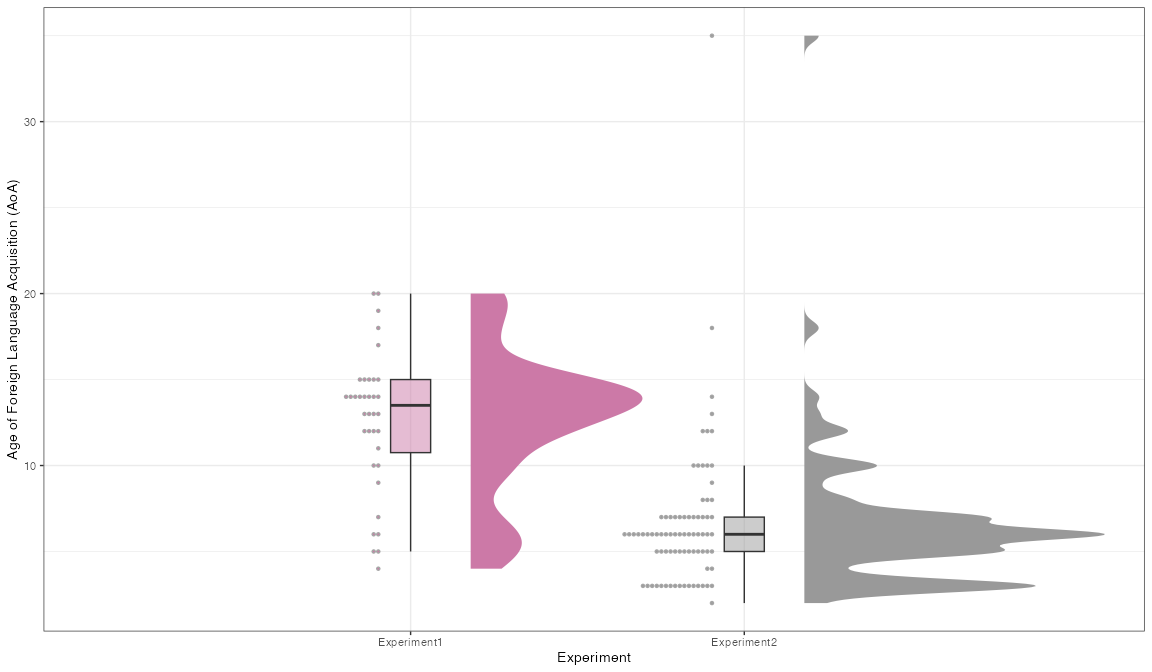 Age of Foreign Language Acquisition (AoA)
30
20
10
Experiment1
Experiment2
Experiment